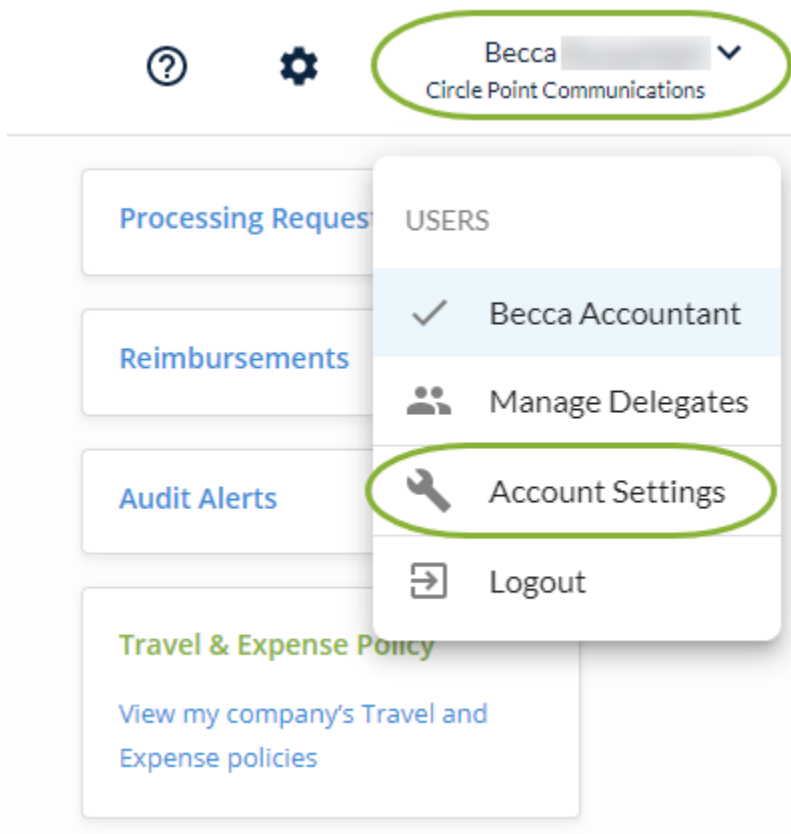 Becca
Circle Point Communications
Processing Reques
Reimbursements
Audit Alerts
Travel & Expense Policy
View my company's Travel and
Expense policies
USERS
Becca Accountant
Manage Delegates
Account Settings
Logout